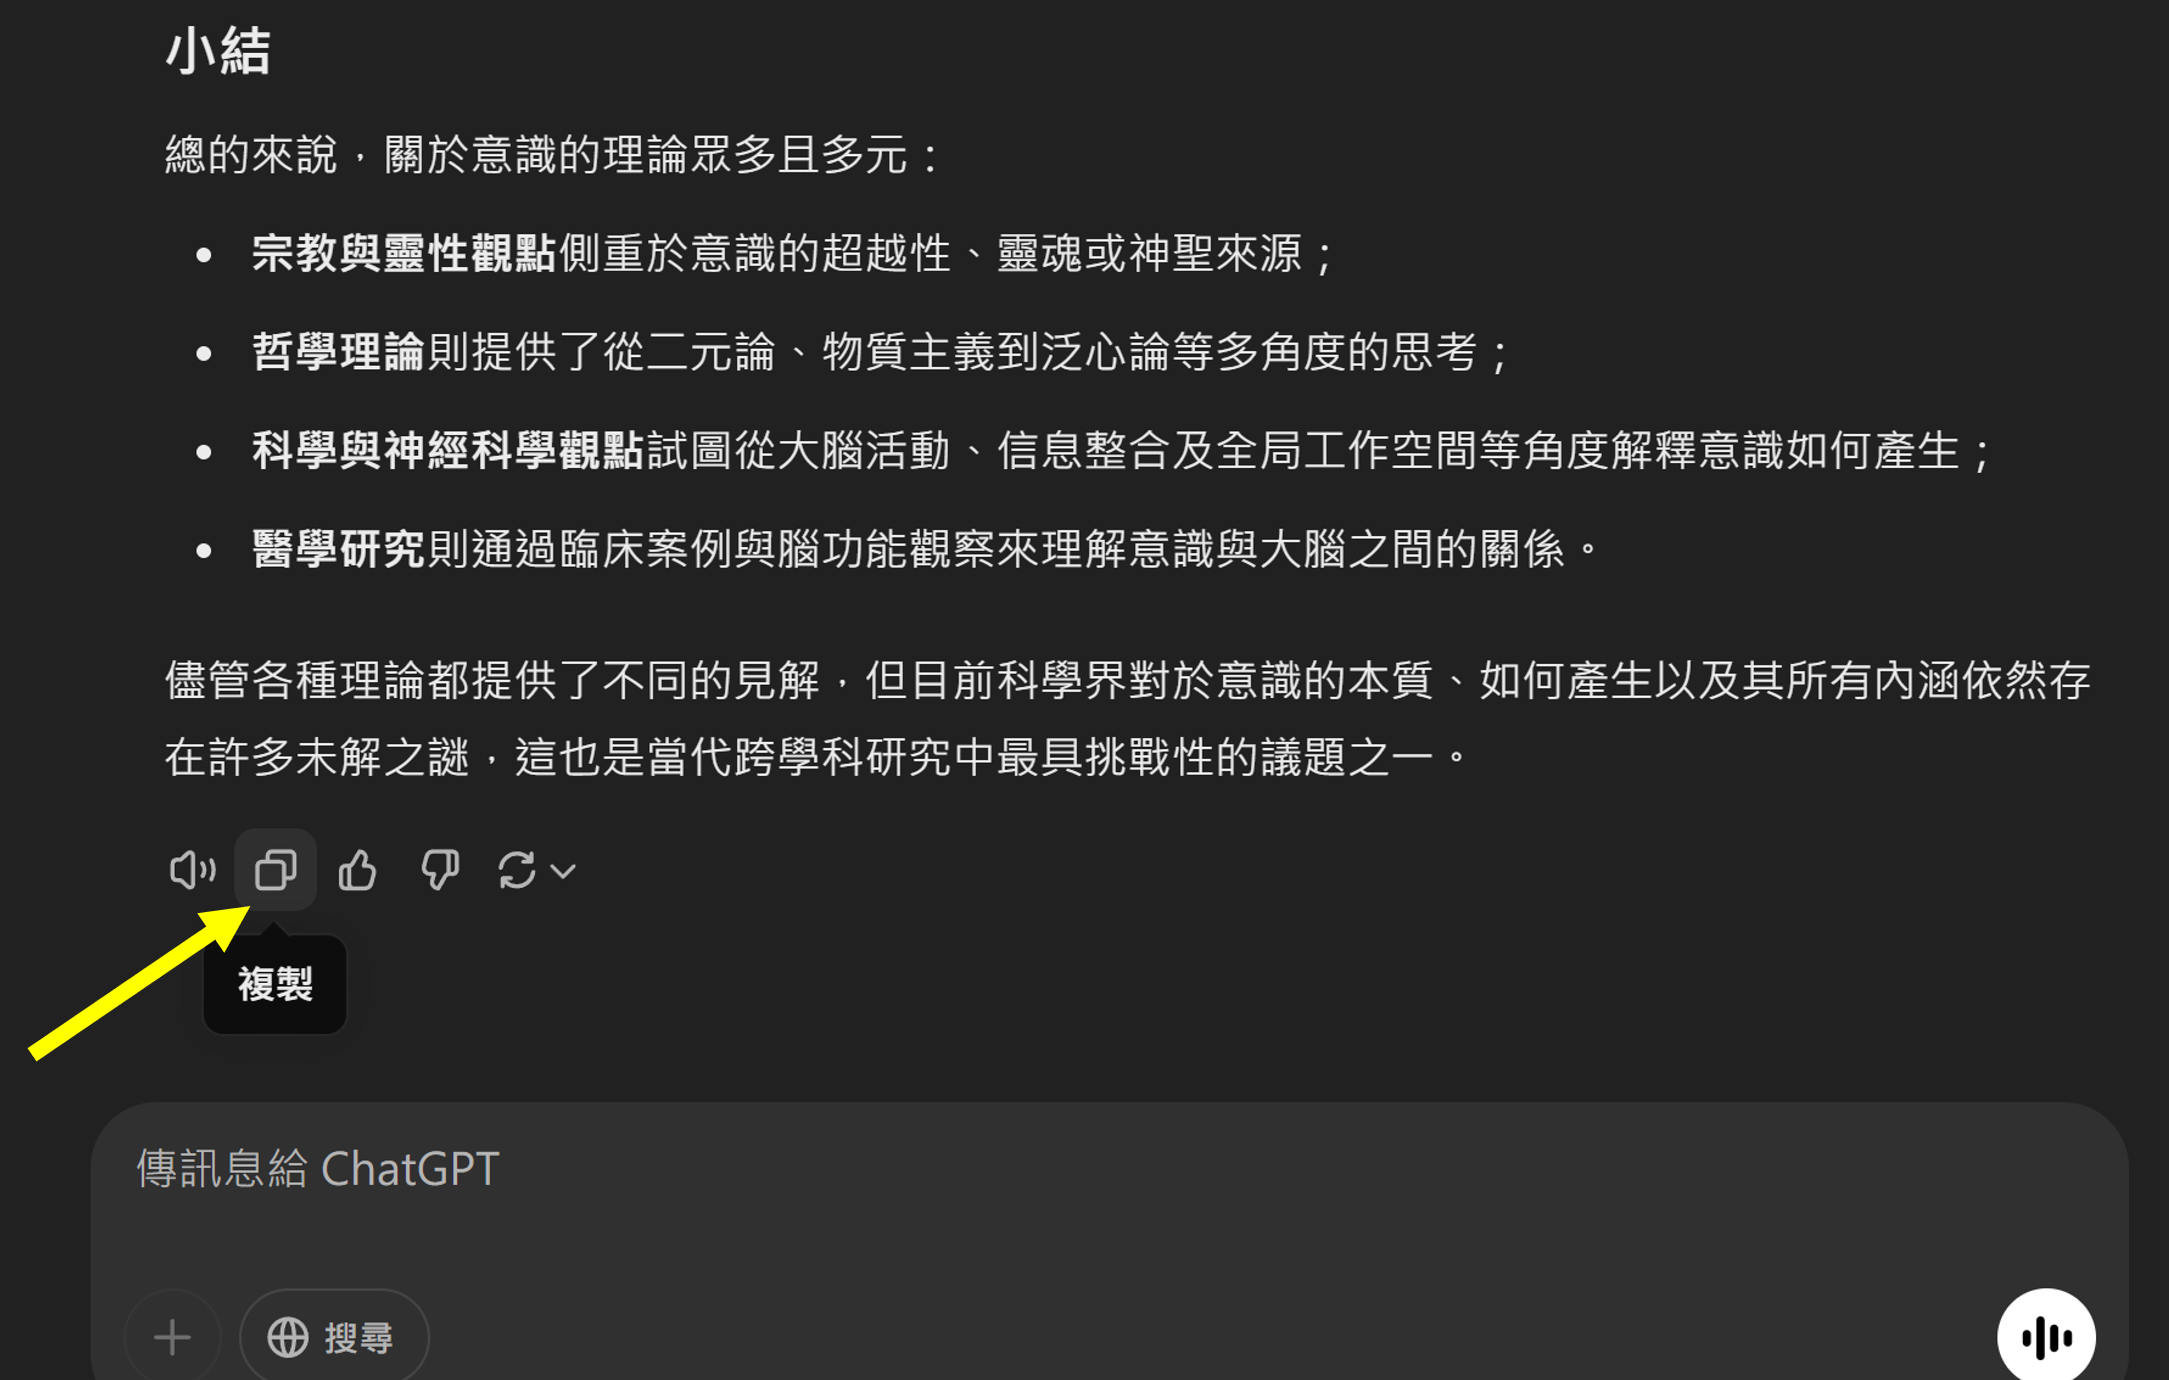 小結
總的來說，關於意識的理論眾多且多元：
宗教與靈性觀點側重於意識的超越性、靈魂或神聖來源；
哲學理論則提供了從二元論、物質主義到泛心論等多角度的思考；
科學與神經科學觀點試圖從大腦活動、信息整合及全局工作空間等角度解釋意識如何產生；
醫學研究則通過臨床案例與腦功能觀察來理解意識與大腦之間的關係。
儘管各種理論都提供了不同的見解，但目前科學界對於意識的本質、如何產生以及其所有內涵依然存
在許多未解之謎，這也是當代跨學科研究中最具挑戰性的議題之一。
複製
傳訊息給 ChatGPT
搜尋